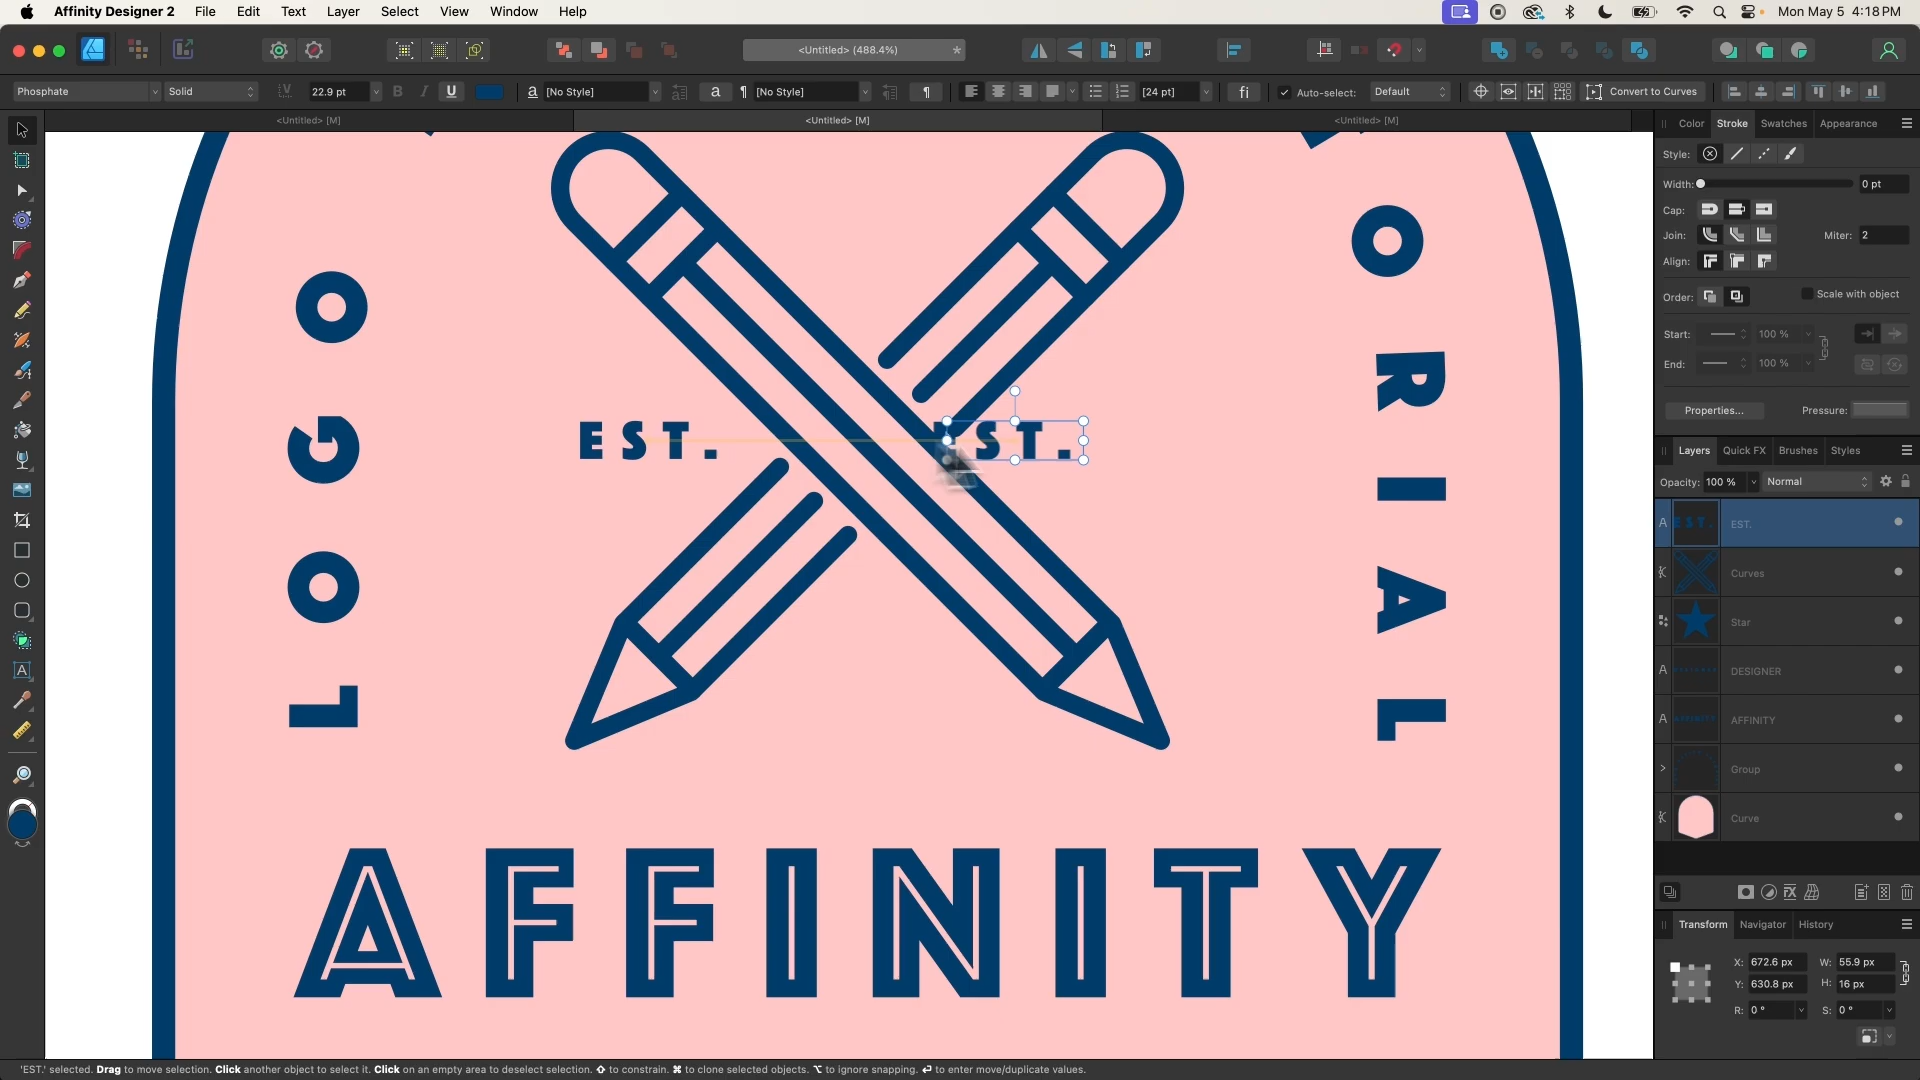 Affinity Designer 2 File Edit Text Layer Select View Window Help Mon May 5 4:18 PM
<Untitled> (488.4%) *
Phosphate Solid 22.9 pt B I U a [No Style] a ¶ [No Style] ¶ [24 pt] fi Auto-select: Default Convert to Curves
<Untitled> [M] <Untitled> [M] <Untitled> [M]
Color Stroke Swatches Appearance
Style:
Width: 0 pt
Cap:
Join: Miter: 2
Align:
Order: Scale with object
Start: 100 %
End: 100 %
Properties... Pressure:
Layers Quick FX Brushes Styles
Opacity: 100 % Normal
A EST.
Curves
Star
A DESIGNER
A AFFINITY
Group
Curve
Transform Navigator History
X: 672.6 px W: 55.9 px
Y: 630.8 px H: 16 px
R: 0 ° S: 0 °
LOGO
ORIAL
EST. EST.
AFFINITY
'EST.' selected. Drag to move selection. Click another object to select it. Click on an empty area to deselect selection. ⇧ to constrain. ⌘ to clone selected objects. ⌥ to ignore snapping. ⏎ to enter move/duplicate values.